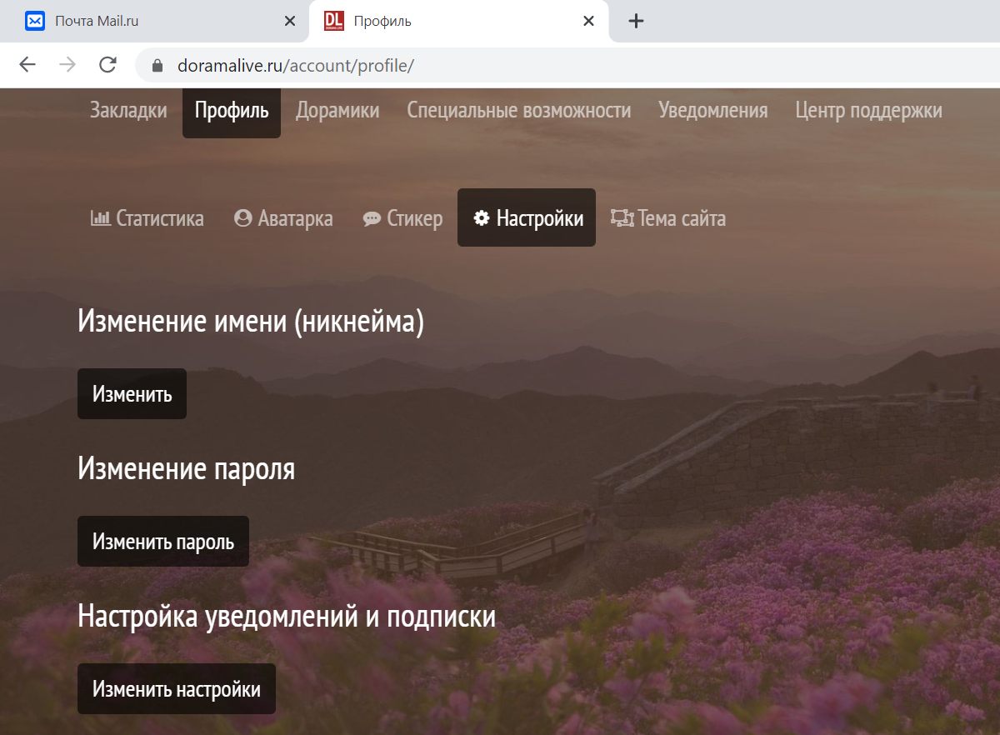 Почта Mail.ru
DL Профиль
doramalive.ru/account/profile/
Закладки Профиль Дорамики Специальные возможности Уведомления Центр поддержки
Статистика Аватарка Стикер Настройки Тема сайта
Изменение имени (никнейма)
Изменить
Изменение пароля
Изменить пароль
Настройка уведомлений и подписки
Изменить настройки